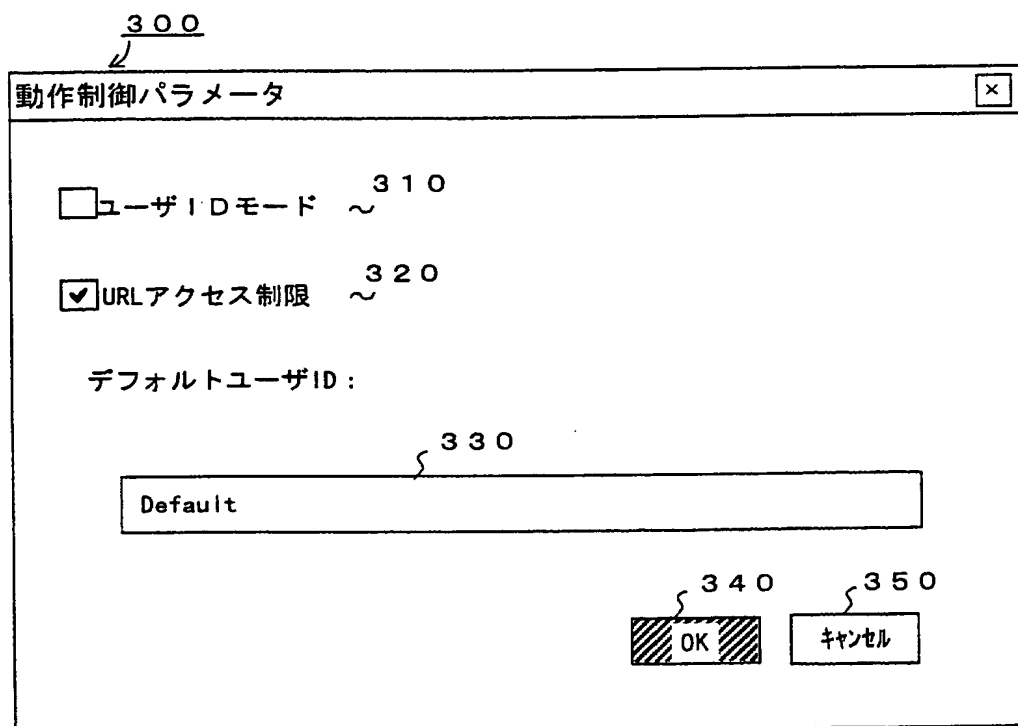 ３００
動作制御パラメータ ×
ユーザＩＤモード ～３１０
URLアクセス制限 ～３２０
デフォルトユーザID：
３３０
Default
３４０ ３５０
OK ｷｬﾝｾﾙ